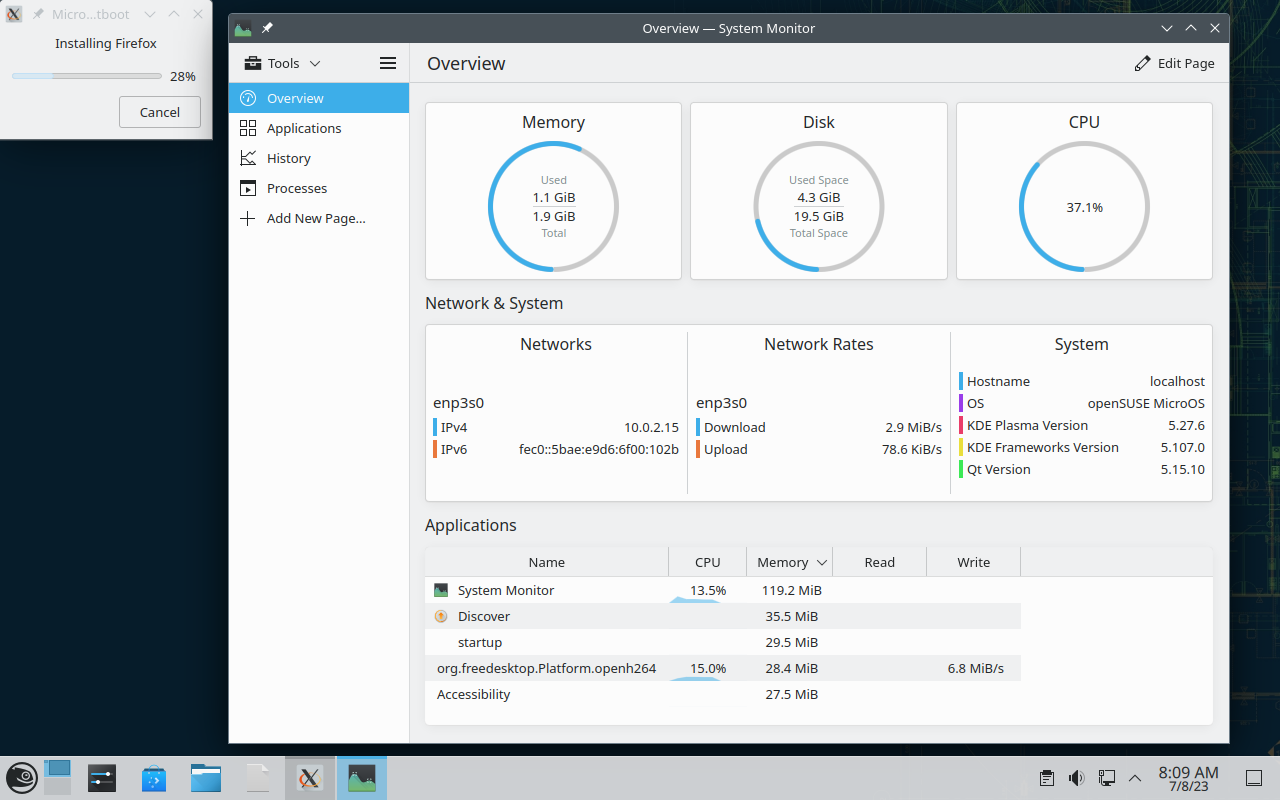 Micro...tboot
Installing Firefox
28%
Cancel
Overview — System Monitor
Tools
Overview
Edit Page
Overview
Applications
History
Processes
Add New Page...
Memory
Used
1.1 GiB
1.9 GiB
Total
Disk
Used Space
4.3 GiB
19.5 GiB
Total Space
CPU
37.1%
Network & System
Networks
enp3s0
IPv4 10.0.2.15
IPv6 fec0::5bae:e9d6:6f00:102b
Network Rates
enp3s0
Download 2.9 MiB/s
Upload 78.6 KiB/s
System
Hostname localhost
OS openSUSE MicroOS
KDE Plasma Version 5.27.6
KDE Frameworks Version 5.107.0
Qt Version 5.15.10
Applications
Name CPU Memory Read Write
System Monitor 13.5% 119.2 MiB
Discover 35.5 MiB
startup 29.5 MiB
org.freedesktop.Platform.openh264 15.0% 28.4 MiB 6.8 MiB/s
Accessibility 27.5 MiB
8:09 AM
7/8/23